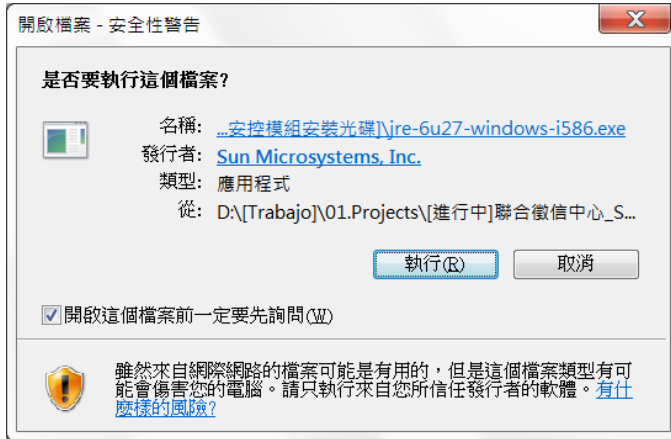 開啟檔案 - 安全性警告
是否要執行這個檔案?
名稱: ...安控模組安裝光碟]\jre-6u27-windows-i586.exe
發行者: Sun Microsystems, Inc.
類型: 應用程式
從: D:\[Trabajo]\01.Projects\[進行中]聯合徵信中心_S...
執行(R) 取消
開啟這個檔案前一定要先詢問(W)
雖然來自網際網路的檔案可能是有用的，但是這個檔案類型有可
能會傷害您的電腦。請只執行來自您所信任發行者的軟體。有什
麼樣的風險?